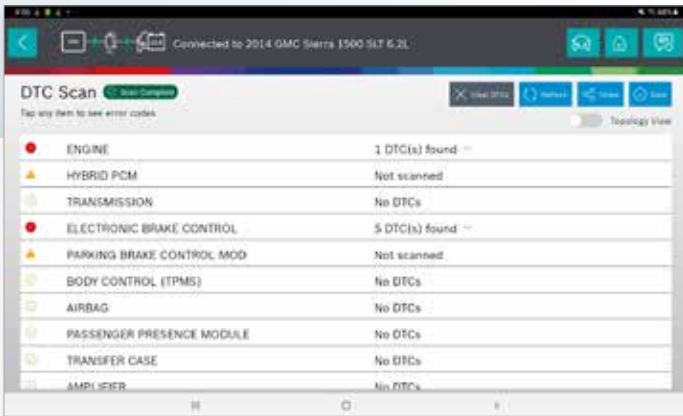 Connected to 2014 GMC Sierra 1500 SLT 6.2L
DTC Scan Scan Complete Clear DTCs Refresh Share Save
Tap any item to see error codes Topology View
ENGINE 1 DTC(s) found
HYBRID PCM Not scanned
TRANSMISSION No DTCs
ELECTRONIC BRAKE CONTROL 5 DTC(s) found
PARKING BRAKE CONTROL MOD Not scanned
BODY CONTROL (TPMS) No DTCs
AIRBAG No DTCs
PASSENGER PRESENCE MODULE No DTCs
TRANSFER CASE No DTCs
AMPLIFIER No DTCs